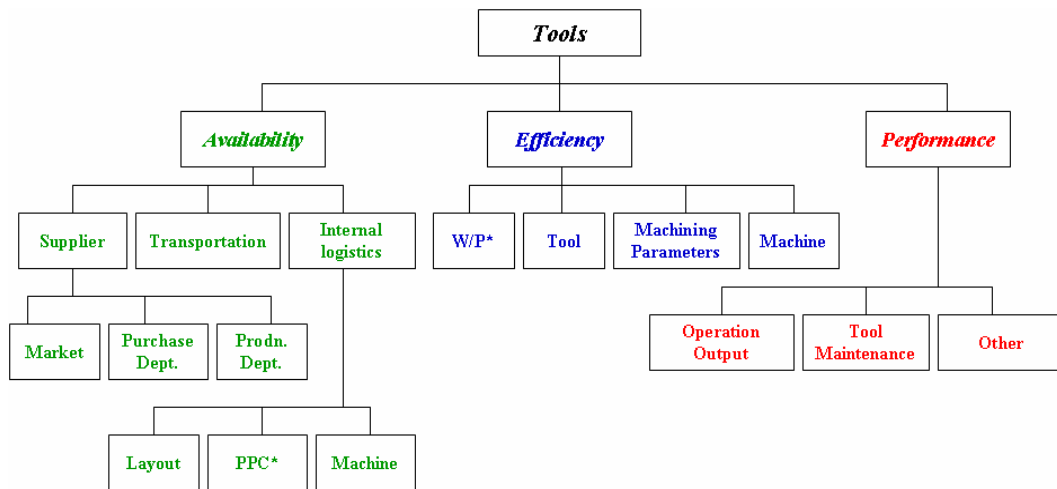 Tools
Availability
Efficiency
Performance
Supplier
Transportation
Internal
logistics
W/P*
Tool
Machining
Parameters
Machine
Market
Purchase
Dept.
Prodn.
Dept.
Operation
Output
Tool
Maintenance
Other
Layout
PPC*
Machine